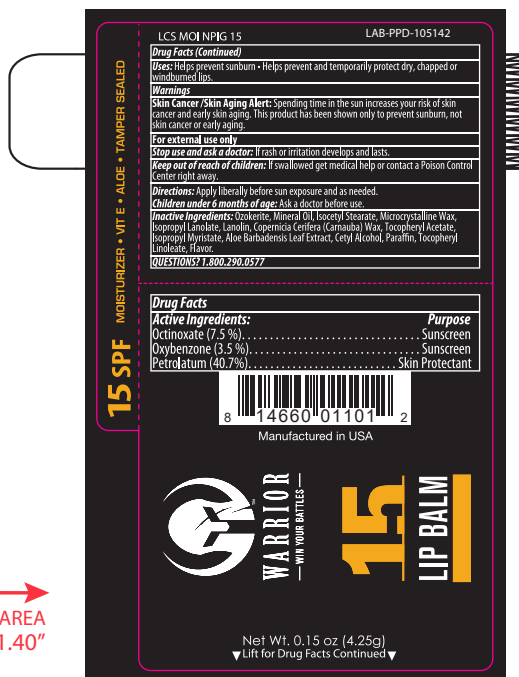 LCS MOI NPIG 15
LAB-PPD-105142
Drug Facts (Continued)
Uses: Helps prevent sunburn • Helps prevent and temporarily protect dry, chapped or
windburned lips.
Warnings
Skin Cancer /Skin Aging Alert: Spending time in the sun increases your risk of skin
cancer and early skin aging. This product has been shown only to prevent sunburn, not
skin cancer or early aging.
For external use only
Stop use and ask a doctor: If rash or irritation develops and lasts.
Keep out of reach of children: If swallowed get medical help or contact a Poison Control
Center right away.
Directions: Apply liberally before sun exposure and as needed.
Children under 6 months of age: Ask a doctor before use.
Inactive Ingredients: Ozokerite, Mineral Oil, Isocetyl Stearate, Microcrystalline Wax,
Isopropyl Lanolate, Lanolin, Copernicia Cerifera (Carnauba) Wax, Tocopheryl Acetate,
Isopropyl Myristate, Aloe Barbadensis Leaf Extract, Cetyl Alcohol, Paraffin, Tocopheryl
Linoleate, Flavor.
QUESTIONS? 1.800.290.0577
15 SPF MOISTURIZER • VIT E • ALOE • TAMPER SEALED
Drug Facts
Active Ingredients: Purpose
Octinoxate (7.5 %)..............................Sunscreen
Oxybenzone (3.5 %)............................Sunscreen
Petrolatum (40.7%).........................Skin Protectant
8 14660 01101 2
Manufactured in USA
WARRIOR
— WIN YOUR BATTLES —
TM
15
LIP BALM
Net Wt. 0.15 oz (4.25g)
▼Lift for Drug Facts Continued▼
AREA
1.40”